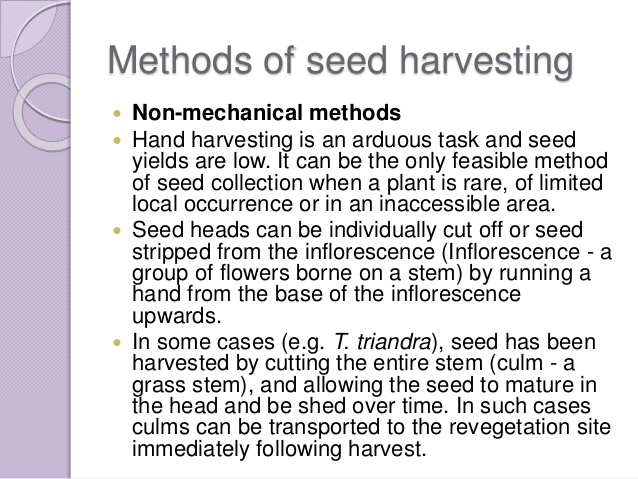 Methods of seed harvesting
Non-mechanical methods
Hand harvesting is an arduous task and seed
yields are low. It can be the only feasible method
of seed collection when a plant is rare, of limited
local occurrence or in an inaccessible area.
Seed heads can be individually cut off or seed
stripped from the inflorescence (Inflorescence - a
group of flowers borne on a stem) by running a
hand from the base of the inflorescence
upwards.
In some cases (e.g. T. triandra), seed has been
harvested by cutting the entire stem (culm - a
grass stem), and allowing the seed to mature in
the head and be shed over time. In such cases
culms can be transported to the revegetation site
immediately following harvest.